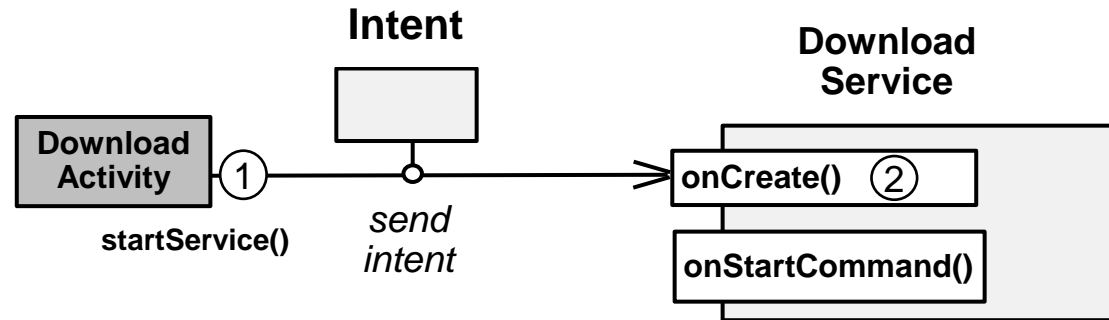 Intent
Download
Service
Download
Activity
1
startService()
send
intent
onCreate()
2
onStartCommand()